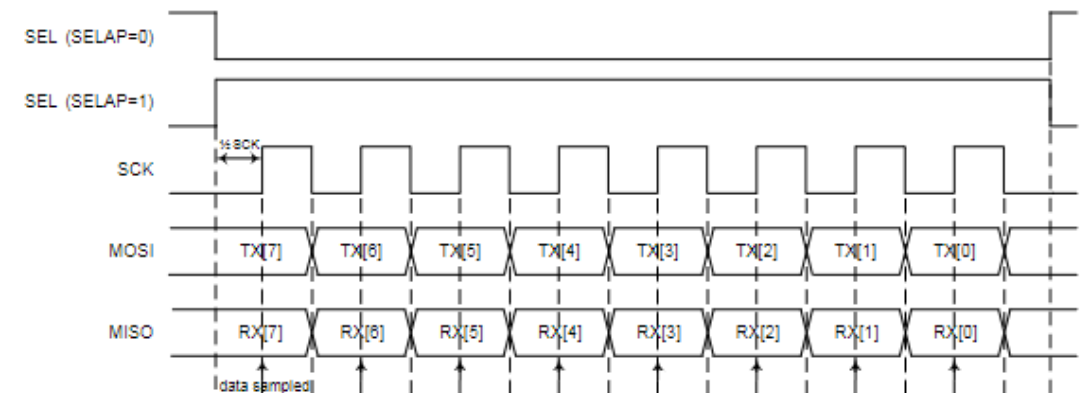 SEL (SELAP=0)
SEL (SELAP=1)
½ SCK
SCK
MOSI TX[7] TX[6] TX[5] TX[4] TX[3] TX[2] TX[1] TX[0]
MISO RX[7] RX[6] RX[5] RX[4] RX[3] RX[2] RX[1] RX[0]
data sampled